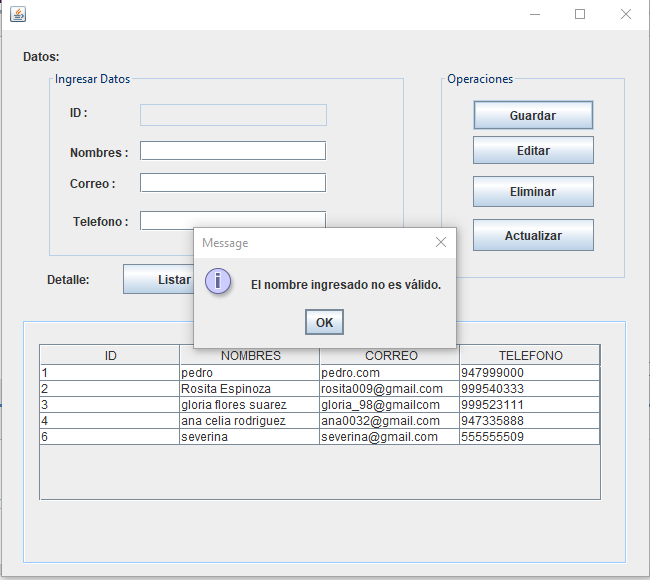 Datos:
Ingresar Datos
ID :
Nombres :
Correo :
Telefono :
Operaciones
Guardar
Editar
Eliminar
Actualizar
Detalle:
Listar
Message
El nombre ingresado no es válido.
OK
ID NOMBRES CORREO TELEFONO
1 pedro pedro.com 947999000
2 Rosita Espinoza rosita009@gmail.com 999540333
3 gloria flores suarez gloria_98@gmailcom 999523111
4 ana celia rodriguez ana0032@gmail.com 947335888
6 severina severina@gmail.com 555555509